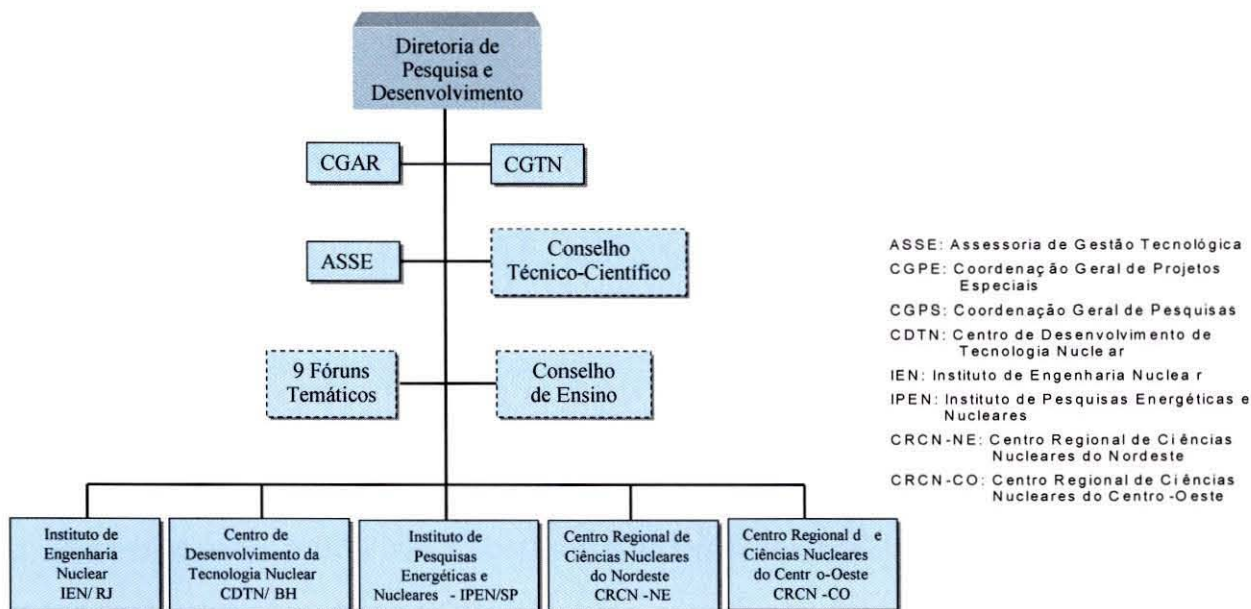 Diretoria de
Pesquisa e
Desenvolvimento
CGAR
CGTN
ASSE
Conselho
Técnico-Científico
9 Fóruns
Temáticos
Conselho
de Ensino
ASSE: Assessoria de Gestão Tecnológica
CGPE: Coordenação Geral de Projetos
Especiais
CGPS: Coordenação Geral de Pesquisas
CDTN: Centro de Desenvolvimento de
Tecnologia Nuclear
IEN: Instituto de Engenharia Nuclea r
IPEN: Instituto de Pesquisas Energéticas e
Nucleares
CRCN-NE: Centro Regional de Ci ências
Nucleares do Nordeste
CRCN-CO: Centro Regional de Ci ências
Nucleares do Centro -Oeste
Instituto de
Engenharia
Nuclear
IEN/ RJ
Centro de
Desenvolvimento da
Tecnologia Nuclear
CDTN/ BH
Instituto de
Pesquisas
Energéticas e
Nucleares - IPEN/SP
Centro Regional de
Ciências Nucleares
do Nordeste
CRCN -NE
Centro Regional d e
Ciências Nucleares
do Centr o-Oeste
CRCN -CO